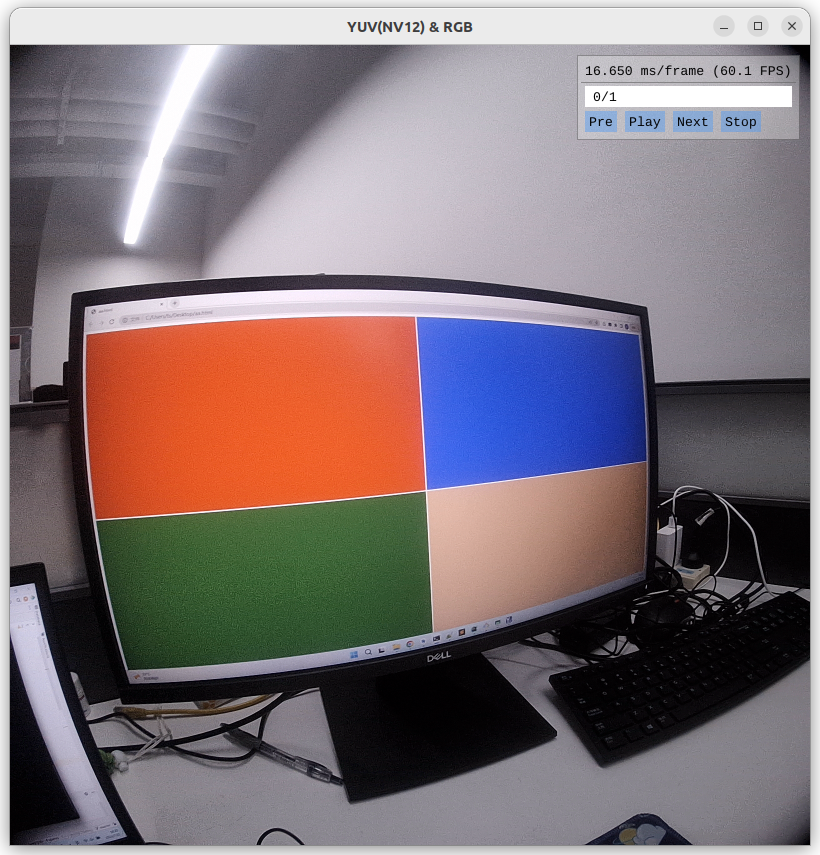 YUV(NV12) & RGB
16.650 ms/frame (60.1 FPS)
0/1
Pre Play Next Stop
DELL